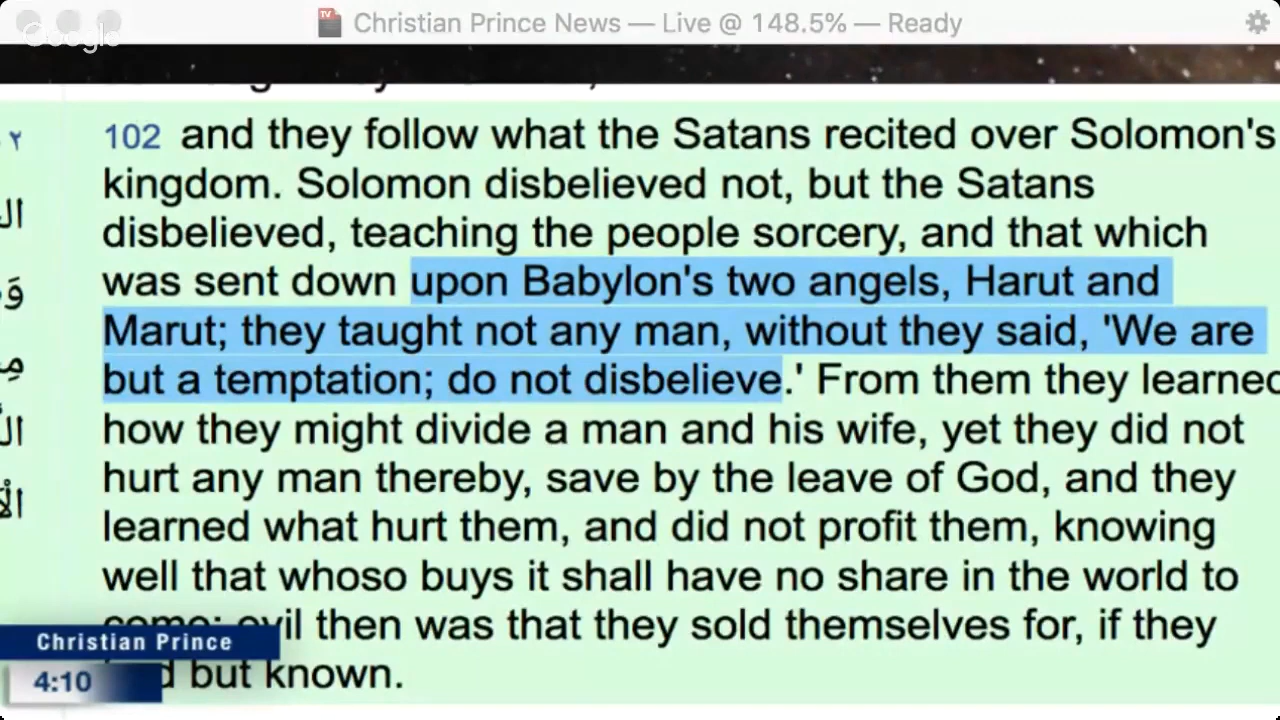 Christian Prince News — Live @ 148.5% — Ready
Google
102 and they follow what the Satans recited over Solomon's
kingdom. Solomon disbelieved not, but the Satans
disbelieved, teaching the people sorcery, and that which
was sent down upon Babylon's two angels, Harut and
Marut; they taught not any man, without they said, 'We are
but a temptation; do not disbelieve.' From them they learned
how they might divide a man and his wife, yet they did not
hurt any man thereby, save by the leave of God, and they
learned what hurt them, and did not profit them, knowing
well that whoso buys it shall have no share in the world to
come; evil then was that they sold themselves for, if they
but known.
Christian Prince
4:10